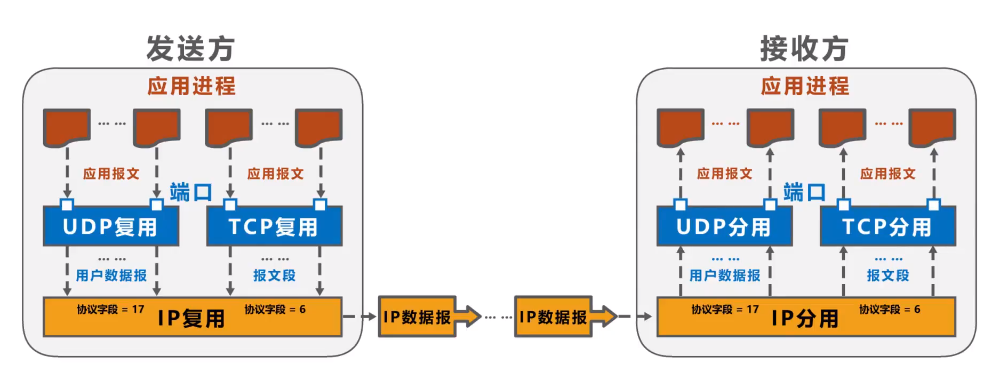 发送方
应用进程
... ... ... ...
应用报文 应用报文
端口
UDP复用 TCP复用
... ... ... ...
用户数据报 报文段
协议字段 = 17 协议字段 = 6
IP复用
IP数据报 ... ... IP数据报
接收方
应用进程
... ... ... ...
应用报文 应用报文
端口
UDP分用 TCP分用
... ... ... ...
用户数据报 报文段
协议字段 = 17 协议字段 = 6
IP分用